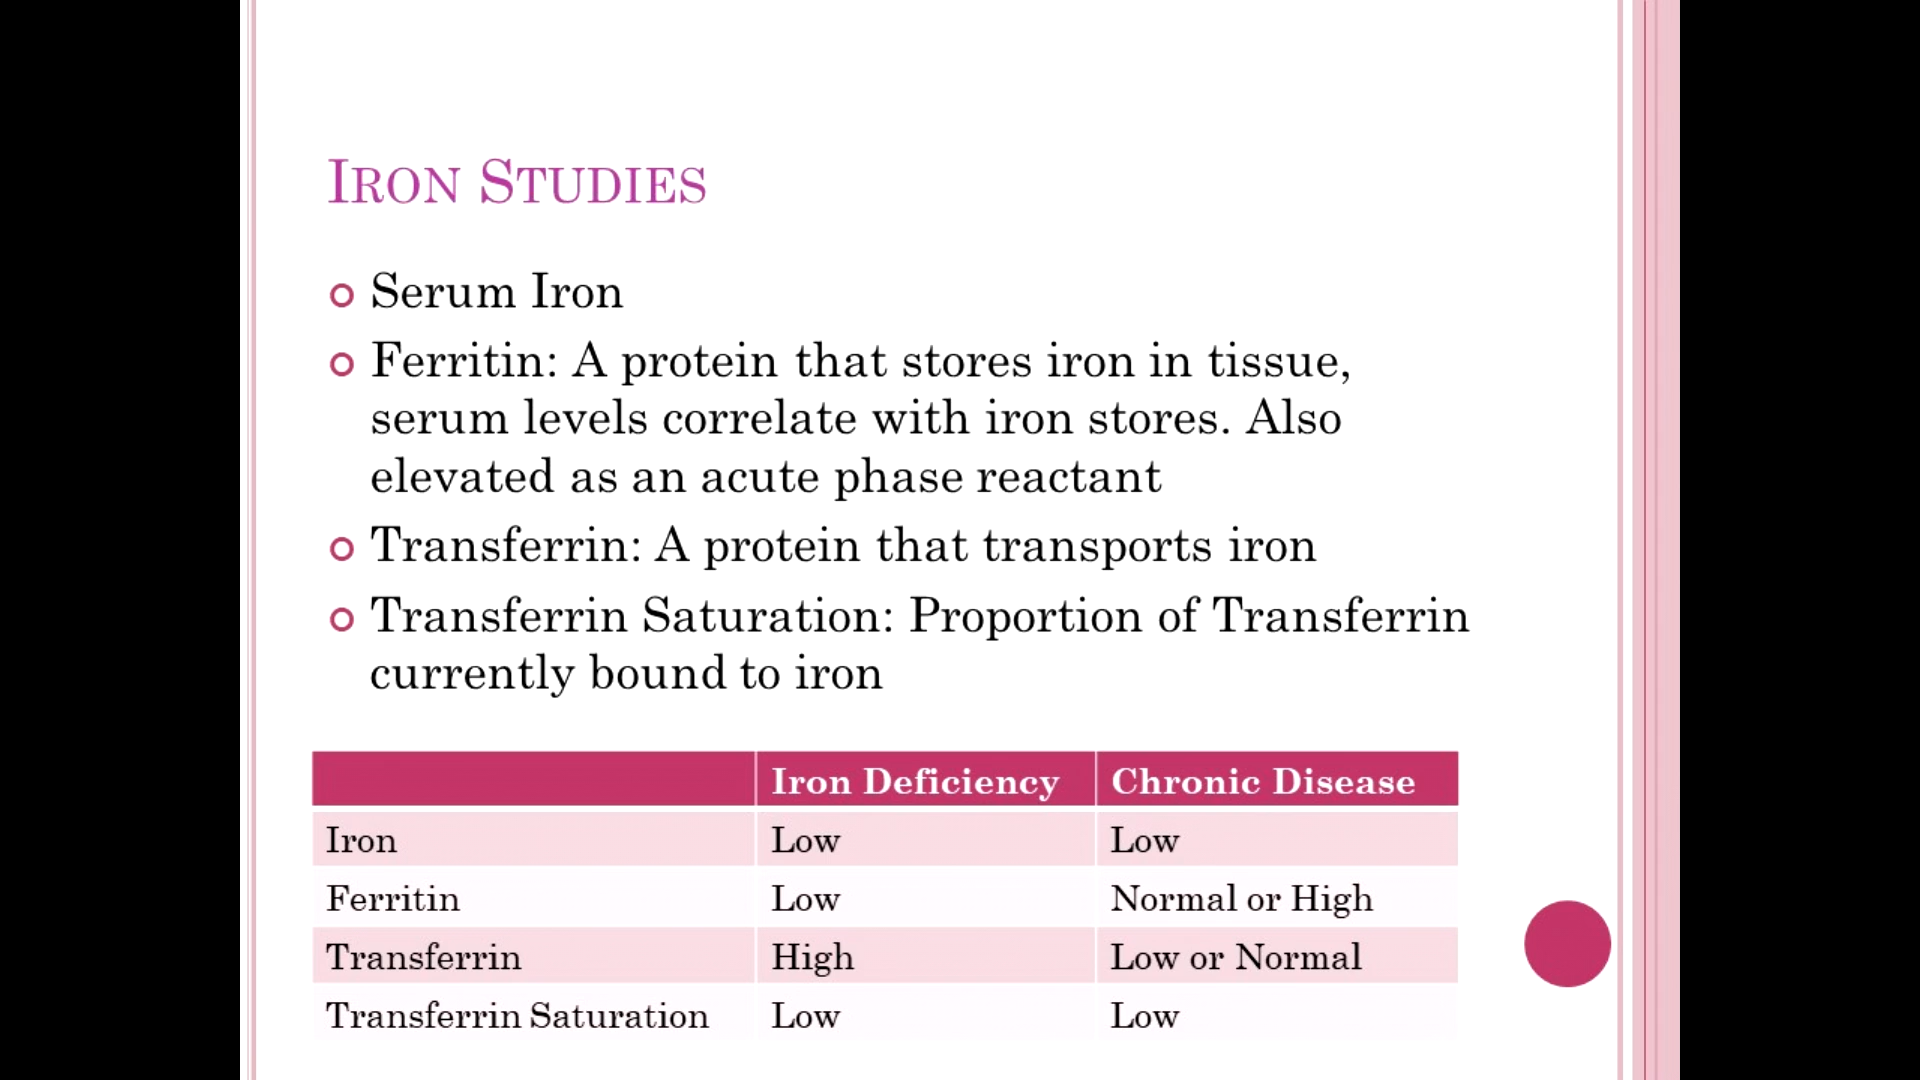 Iron Studies
Serum Iron
Ferritin: A protein that stores iron in tissue,
serum levels correlate with iron stores. Also
elevated as an acute phase reactant
Transferrin: A protein that transports iron
Transferrin Saturation: Proportion of Transferrin
currently bound to iron
Iron Deficiency Chronic Disease
Iron Low Low
Ferritin Low Normal or High
Transferrin High Low or Normal
Transferrin Saturation Low Low